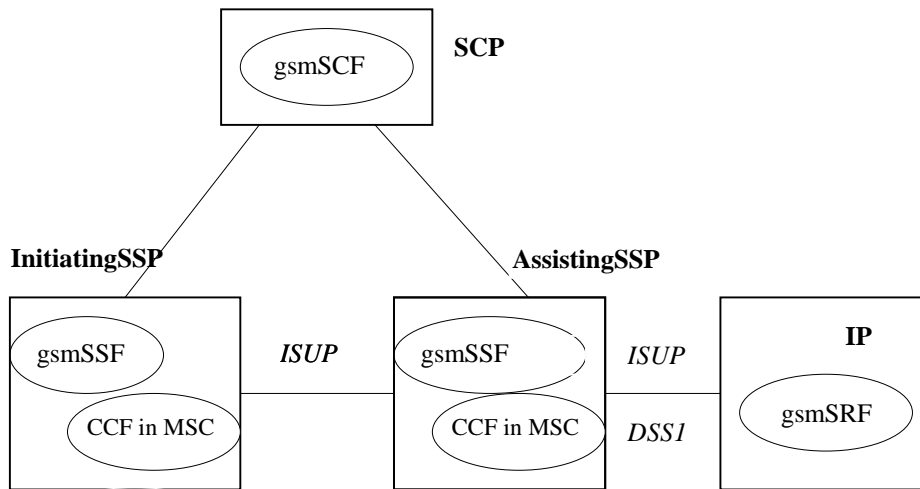 SCP
gsmSCF
InitiatingSSP
AssistingSSP
gsmSSF
ISUP
gsmSSF
ISUP
IP
CCF in MSC
CCF in MSC
DSS1
gsmSRF